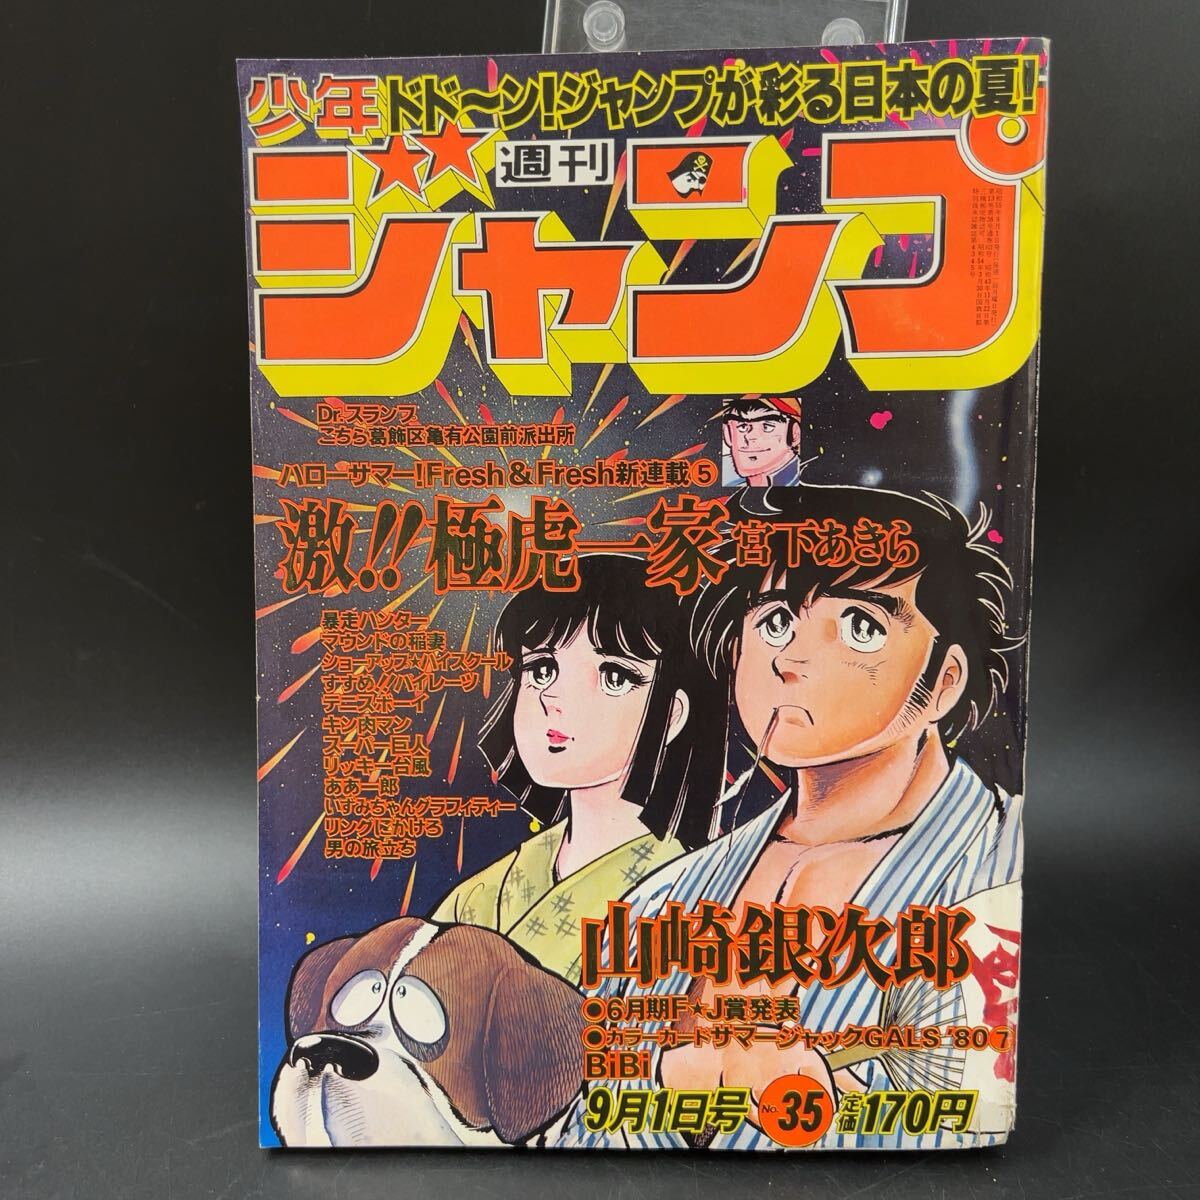 少年
ドド〜ン!ジャンプが彩る日本の夏!
週刊
ジャンプ
Dr.スランプ
こちら葛飾区亀有公園前派出所
ハローサマー!Fresh&Fresh新連載⑤
激!!極虎一家 宮下あきら
暴走ハンター
マウンドの稲妻
ショーアップ★ハイスクール
すすめ!!パイレーツ
テニスボーイ
キン肉マン
スーパー巨人
リッキー台風
ああ一郎
いずみちゃんグラフィティー
リングにかけろ
男の旅立ち
山崎銀次郎
●6月期F★J賞発表
●カラーカードサマージャックGALS '80⑦
BiBi
9月1日号 No.35 定価170円